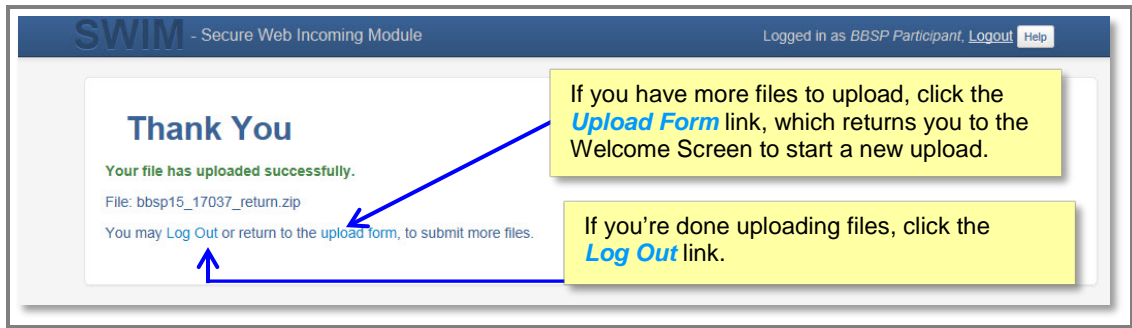 SWIM - Secure Web Incoming Module
Logged in as BBSP Participant, Logout Help
Thank You
Your file has uploaded successfully.
File: bbsp15_17037_return.zip
You may Log Out or return to the upload form, to submit more files.
If you have more files to upload, click the
Upload Form link, which returns you to the
Welcome Screen to start a new upload.
If you’re done uploading files, click the
Log Out link.